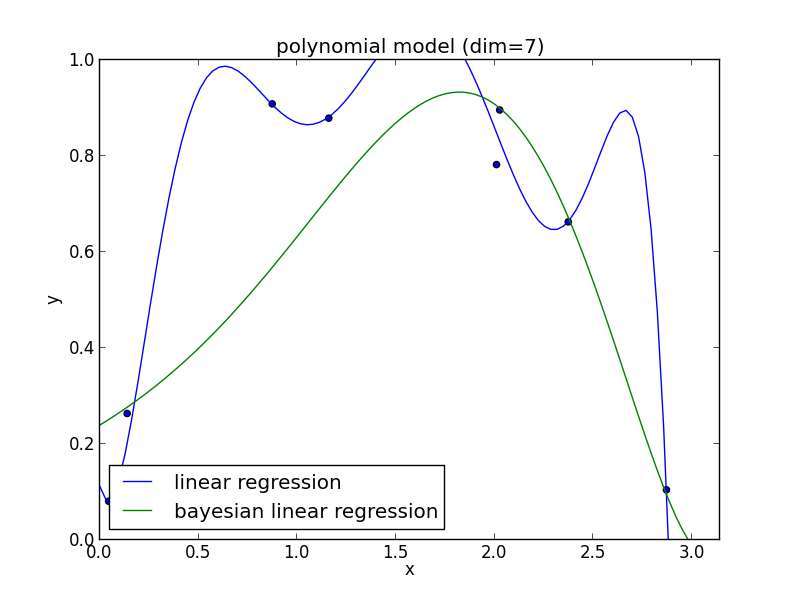 polynomial model (dim=7)
1.0
0.8
0.6
y
0.4
0.2
0.0
linear regression
bayesian linear regression
0.0 0.5 1.0 1.5 2.0 2.5 3.0
x